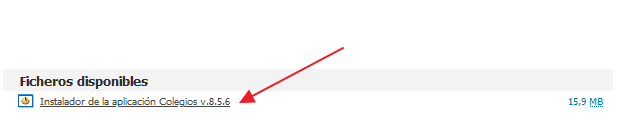 Ficheros disponibles
Instalador de la aplicación Colegios v.8.5.6 15,9 MB